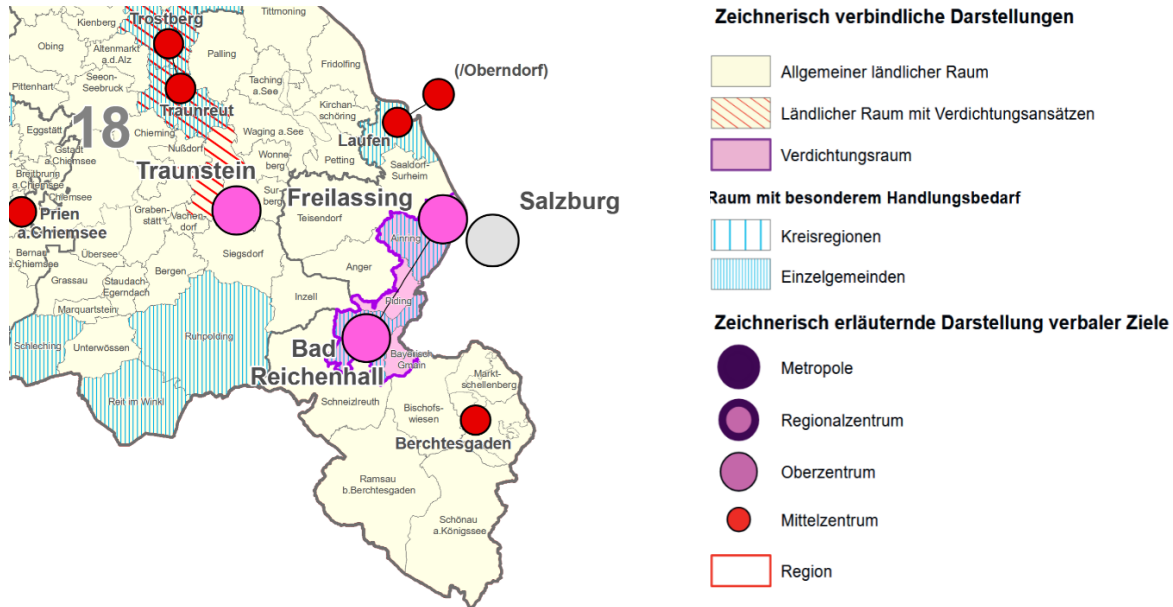 Trostberg
Kienberg
Tittmoning
Obing
Altenmarkt
a.d.Alz
Palling
Fridolfing
(/Oberndorf)
Pittenhart
Seeon-
Seebruck
Traunreut
Taching
a.See
Kirchan-
schöring
18
Eggstätt
Gstadt
a.Chiemsee
Chieming
Nußdorf
Waging a.See
Laufen
Petting
Breitbrunn
a.Chiemsee
Chiemsee
Traunstein
Wonne-
berg
Saaldorf-
Surheim
Prien
a.Chiemsee
Sur-
berg
Freilassing
Salzburg
Teisendorf
Graben-
stätt
Vachen-
dorf
Ainring
Bernau
a.Chiemsee
Übersee
Siegsdorf
Anger
Grassau
Staudach-
Egerndach
Bergen
Inzell
Piding
Marquartstein
Schleching
Unterwössen
Ruhpolding
Bad
Reichenhall
Bayerisch
Gmain
Markt-
schellenberg
Reit im Winkl
Schneizlreuth
Bischofs-
wiesen
Berchtesgaden
Ramsau
b.Berchtesgaden
Schönau
a.Königssee
Zeichnerisch verbindliche Darstellungen
Allgemeiner ländlicher Raum
Ländlicher Raum mit Verdichtungsansätzen
Verdichtungsraum
Raum mit besonderem Handlungsbedarf
Kreisregionen
Einzelgemeinden
Zeichnerisch erläuternde Darstellung verbaler Ziele
Metropole
Regionalzentrum
Oberzentrum
Mittelzentrum
Region